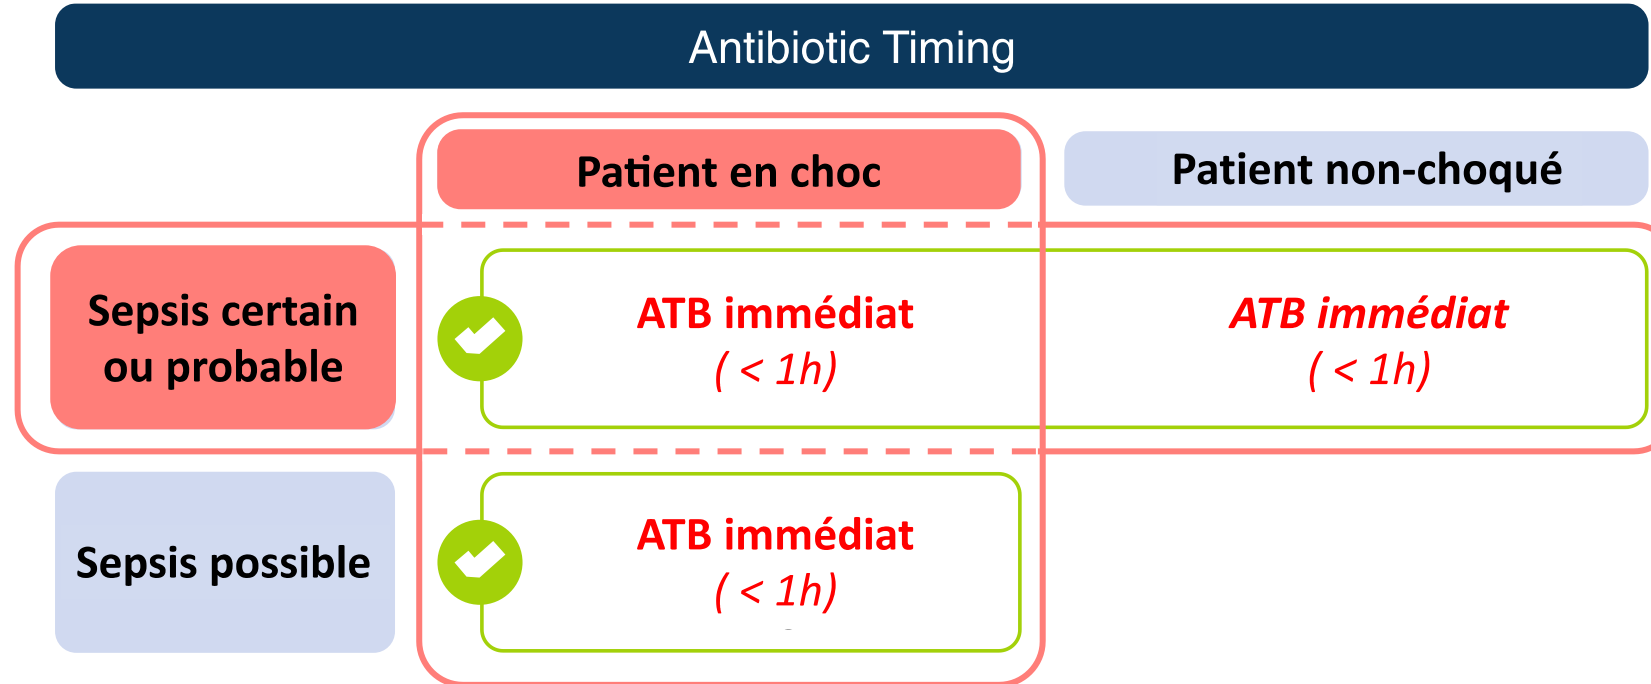 Antibiotic Timing
Patient en choc
Patient non-choqué
Sepsis certain
ou probable
ATB immédiat
( < 1h)
ATB immédiat
( < 1h)
Sepsis possible
ATB immédiat
( < 1h)